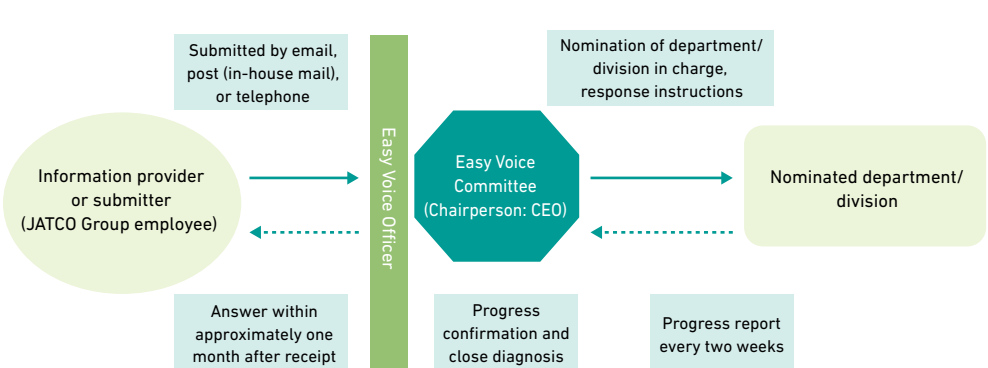 Submitted by email,
post (in-house mail),
or telephone
Nomination of department/
division in charge,
response instructions
Information provider
or submitter
(JATCO Group employee)
Easy Voice Officer
Easy Voice
Committee
(Chairperson: CEO)
Nominated department/
division
Answer within
approximately one
month after receipt
Progress
confirmation and
close diagnosis
Progress report
every two weeks